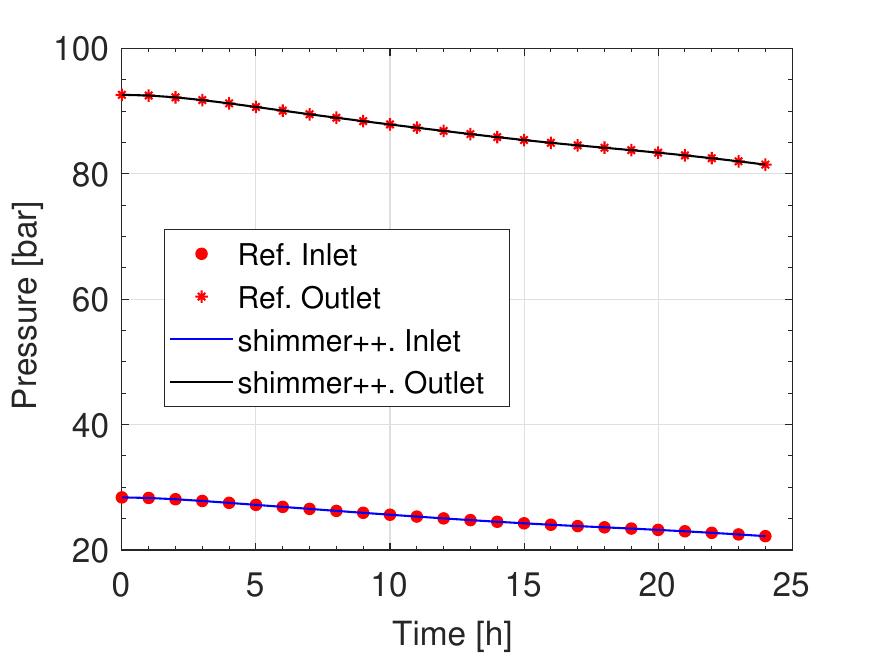 100
80
60
40
20
Pressure [bar]
Ref. Inlet
Ref. Outlet
shimmer++. Inlet
shimmer++. Outlet
0 5 10 15 20 25
Time [h]